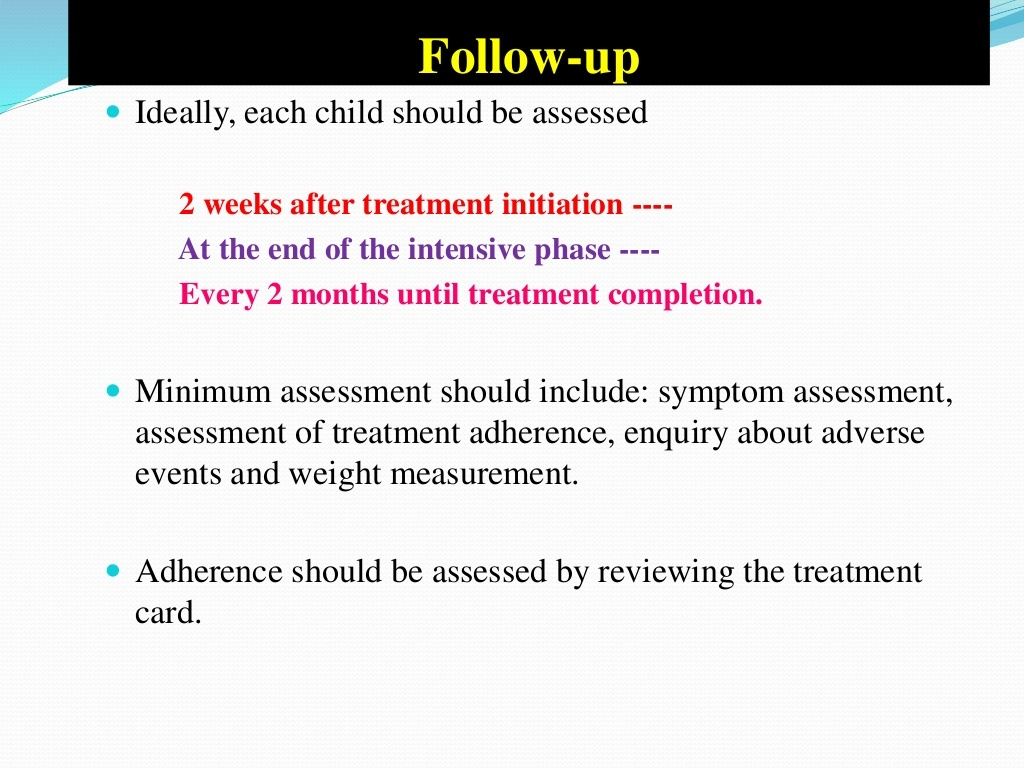 Follow-up
• Ideally, each child should be assessed
2 weeks after treatment initiation ----
At the end of the intensive phase ----
Every 2 months until treatment completion.
• Minimum assessment should include: symptom assessment,
assessment of treatment adherence, enquiry about adverse
events and weight measurement.
• Adherence should be assessed by reviewing the treatment
card.